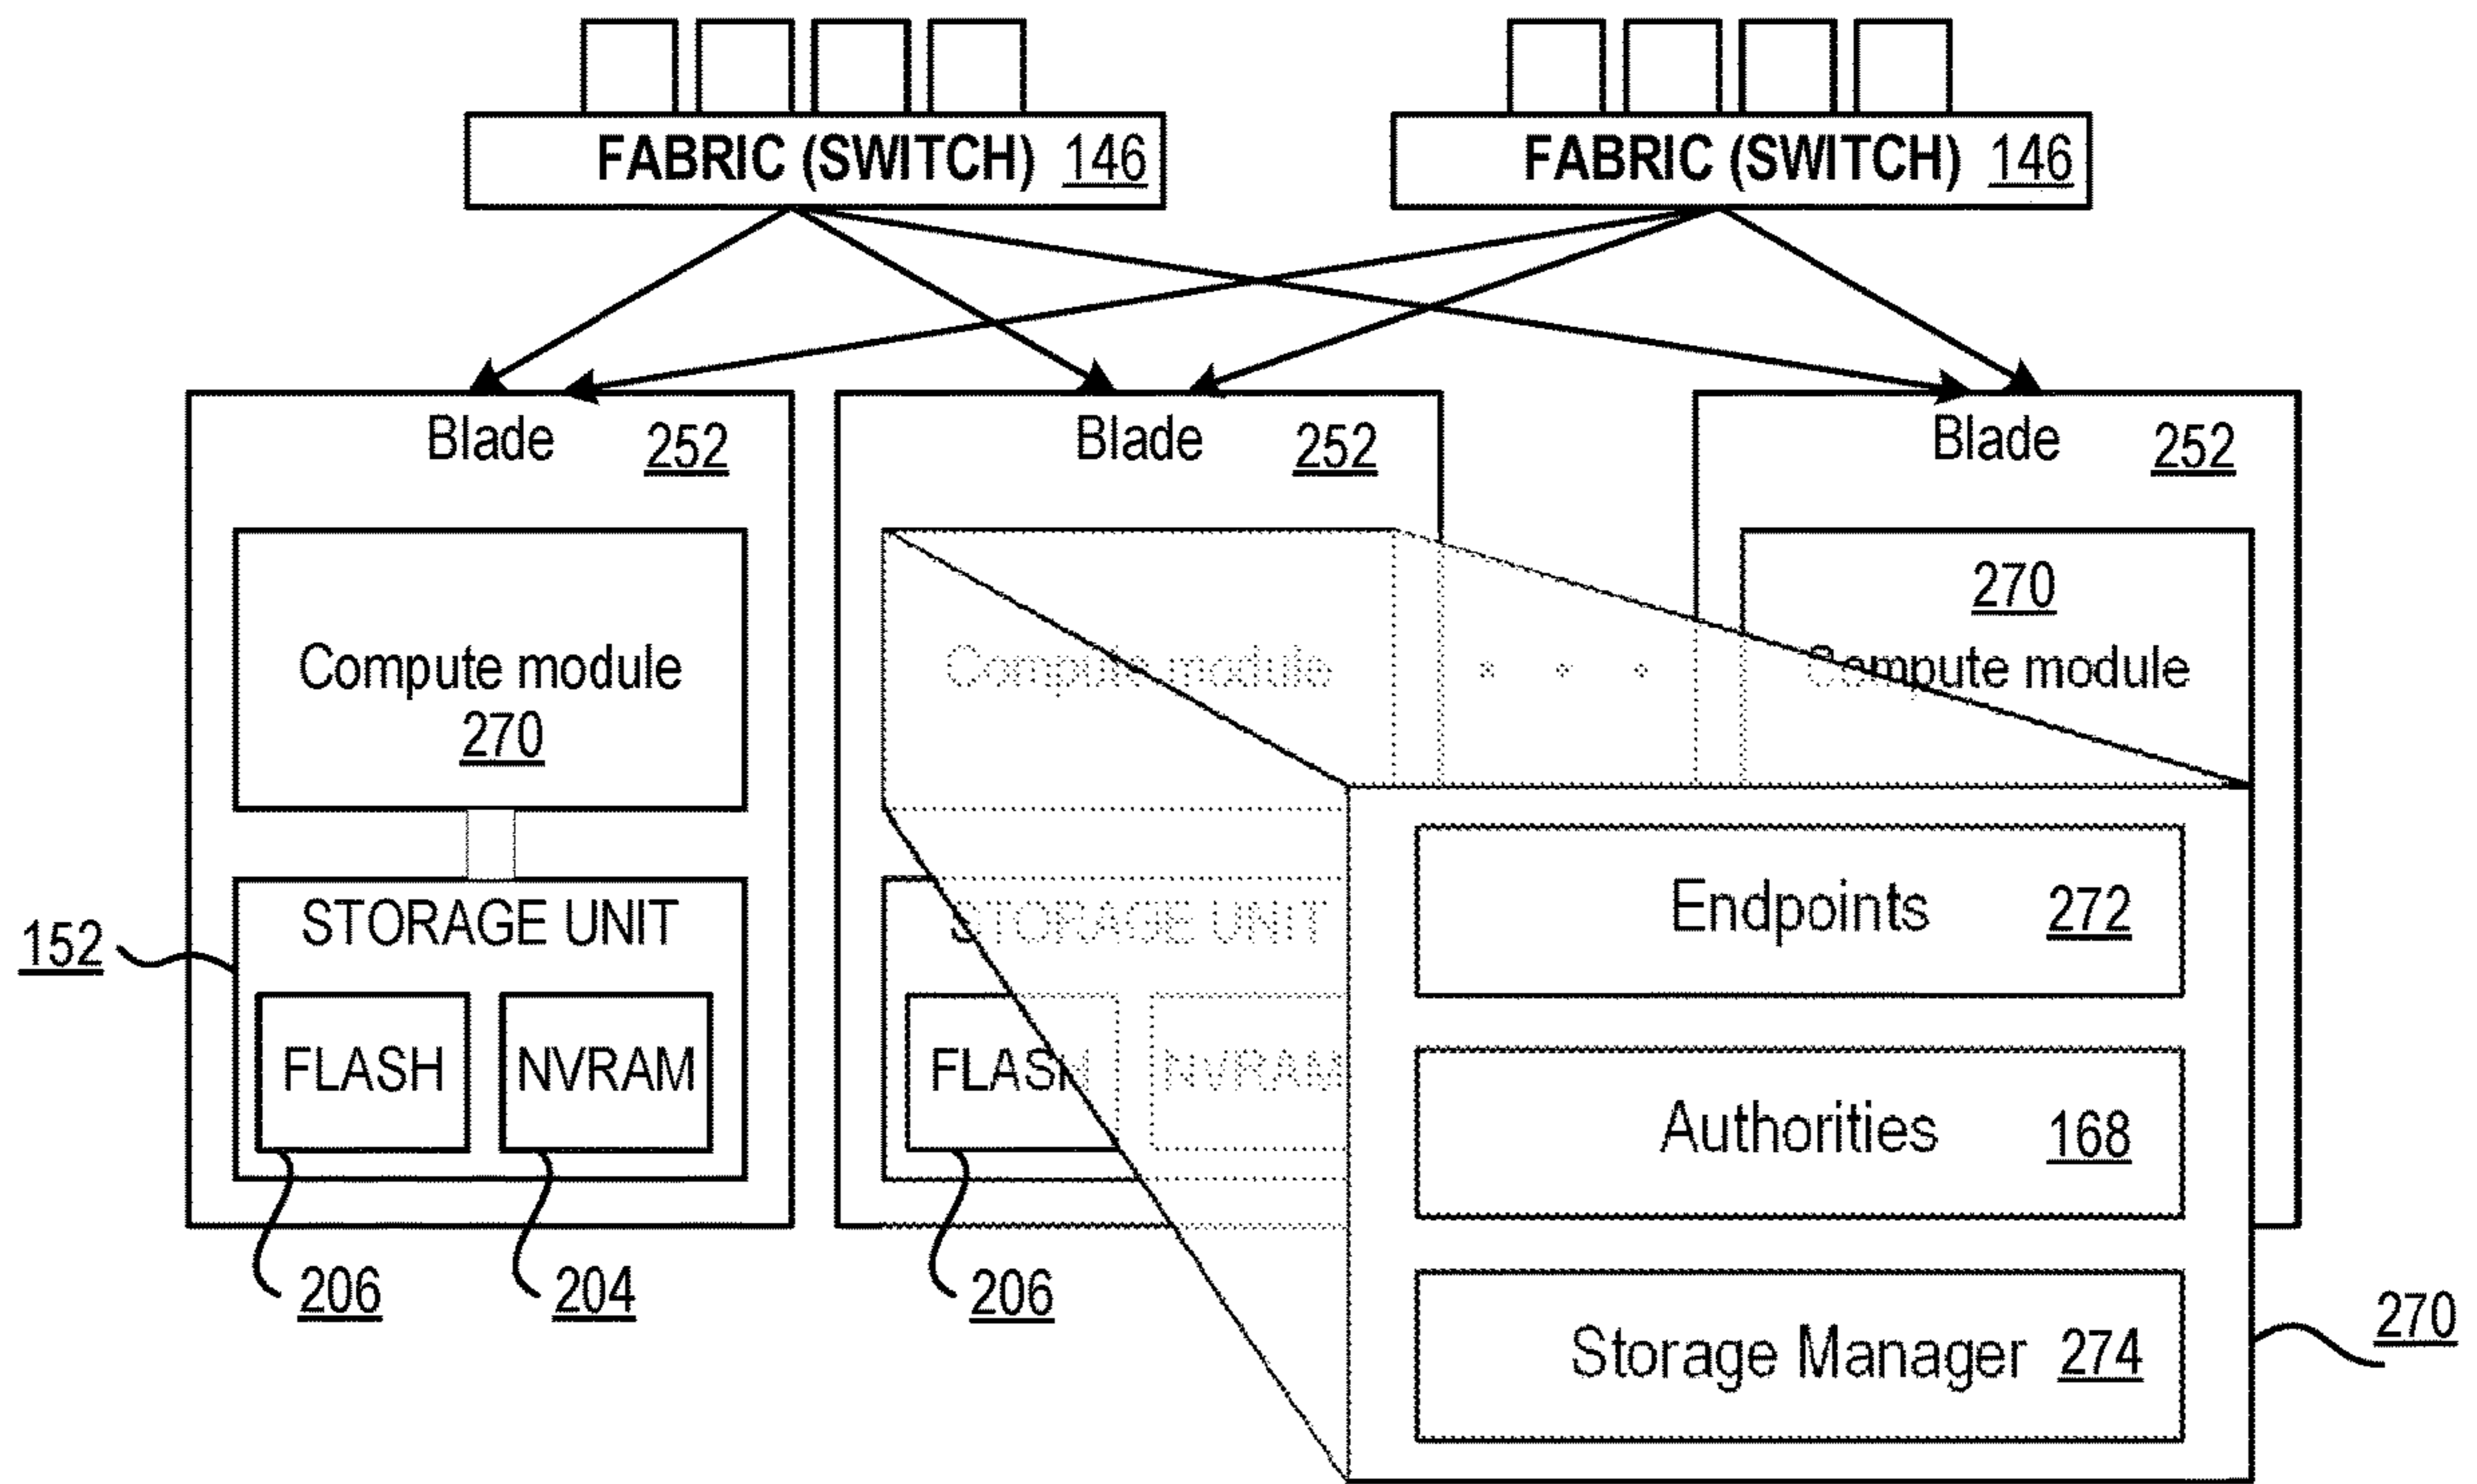 FABRIC (SWITCH) 146
FABRIC (SWITCH) 146
Blade 252
Blade 252
Blade 252
Compute module
270
Compute module
. . .
270
Compute module
STORAGE UNIT
152
FLASH
NVRAM
206
204
STORAGE UNIT
FLASH
NVRAM
206
Endpoints 272
Authorities 168
Storage Manager 274
270